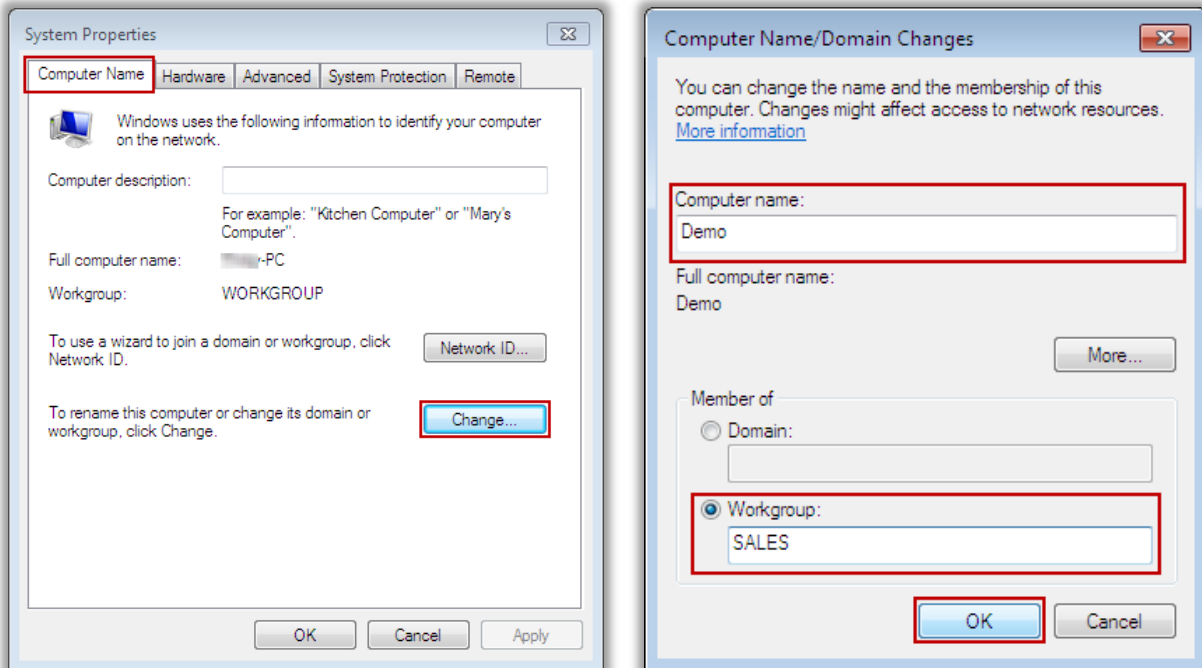 System Properties
Computer Name
Hardware
Advanced
System Protection
Remote
Windows uses the following information to identify your computer
on the network.
Computer description:
For example: "Kitchen Computer" or "Mary's
Computer".
Full computer name:
-PC
Workgroup:
WORKGROUP
To use a wizard to join a domain or workgroup, click
Network ID.
Network ID...
To rename this computer or change its domain or
workgroup, click Change.
Change...
OK
Cancel
Apply
Computer Name/Domain Changes
You can change the name and the membership of this
computer. Changes might affect access to network resources.
More information
Computer name:
Demo
Full computer name:
Demo
More...
Member of
Domain:
Workgroup:
SALES
OK
Cancel